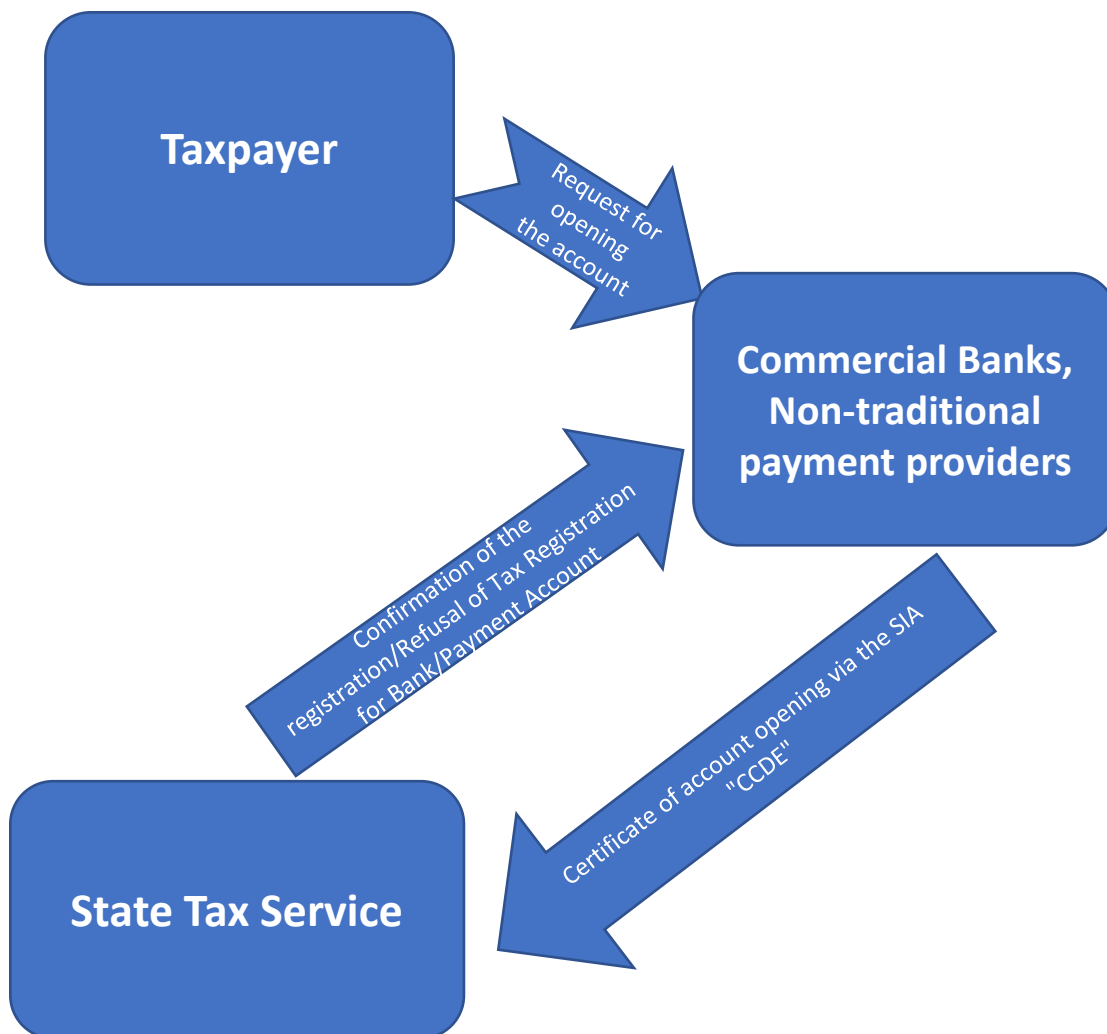 Taxpayer
Request for
opening
the account
Commercial Banks,
Non-traditional
payment providers
Confirmation of the
registration/Refusal of Tax Registration
for Bank/Payment Account
Certificate of account opening via the SIA
"CCDE"
State Tax Service